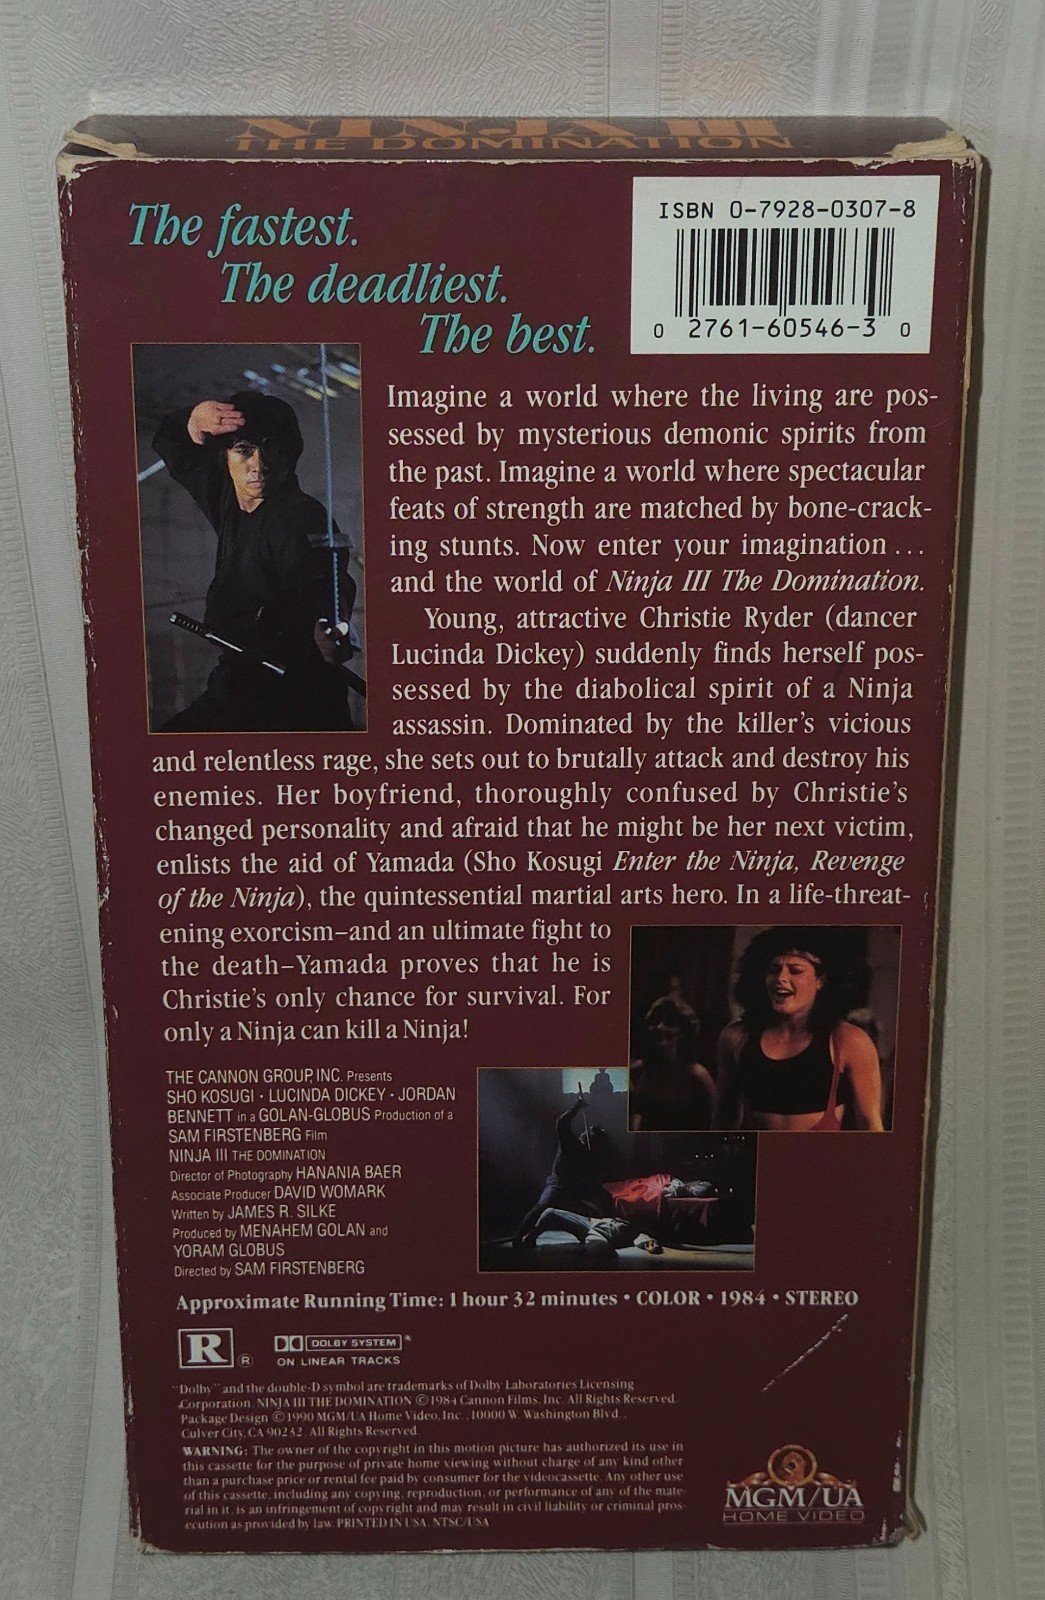 NINJA III
THE DOMINATION
The fastest.
The deadliest.
The best.
ISBN 0-7928-0307-8
0 2761-60546-3 0
Imagine a world where the living are pos-
sessed by mysterious demonic spirits from
the past. Imagine a world where spectacular
feats of strength are matched by bone-crack-
ing stunts. Now enter your imagination...
and the world of Ninja III The Domination.
Young, attractive Christie Ryder (dancer
Lucinda Dickey) suddenly finds herself pos-
sessed by the diabolical spirit of a Ninja
assassin. Dominated by the killer's vicious
and relentless rage, she sets out to brutally attack and destroy his
enemies. Her boyfriend, thoroughly confused by Christie's
changed personality and afraid that he might be her next victim,
enlists the aid of Yamada (Sho Kosugi Enter the Ninja, Revenge
of the Ninja), the quintessential martial arts hero. In a life-threat-
ening exorcism–and an ultimate fight to
the death–Yamada proves that he is
Christie's only chance for survival. For
only a Ninja can kill a Ninja!
THE CANNON GROUP, INC. Presents
SHO KOSUGI · LUCINDA DICKEY · JORDAN
BENNETT in a GOLAN-GLOBUS Production of a
SAM FIRSTENBERG Film
NINJA III THE DOMINATION
Director of Photography HANANIA BAER
Associate Producer DAVID WOMARK
Written by JAMES R. SILKE
Produced by MENAHEM GOLAN and
YORAM GLOBUS
Directed by SAM FIRSTENBERG
Approximate Running Time: 1 hour 32 minutes • COLOR • 1984 • STEREO
R ®
DOLBY SYSTEM *
ON LINEAR TRACKS
"Dolby" and the double-D symbol are trademarks of Dolby Laboratories Licensing
Corporation. NINJA III THE DOMINATION ©1984 Cannon Films, Inc. All Rights Reserved.
Package Design ©1990 MGM/UA Home Video, Inc., 10000 W. Washington Blvd.,
Culver City, CA 90232. All Rights Reserved.
WARNING: The owner of the copyright in this motion picture has authorized its use in
this cassette for the purpose of private home viewing without charge of any kind other
than a purchase price or rental fee paid by consumer for the videocassette. Any other use
of this cassette, including any copying, reproduction, or performance of any of the mate-
rial in it, is an infringement of copyright and may result in civil liability or criminal pros-
ecution as provided by law. PRINTED IN USA. NTSC/USA
MGM/UA
HOME VIDEO